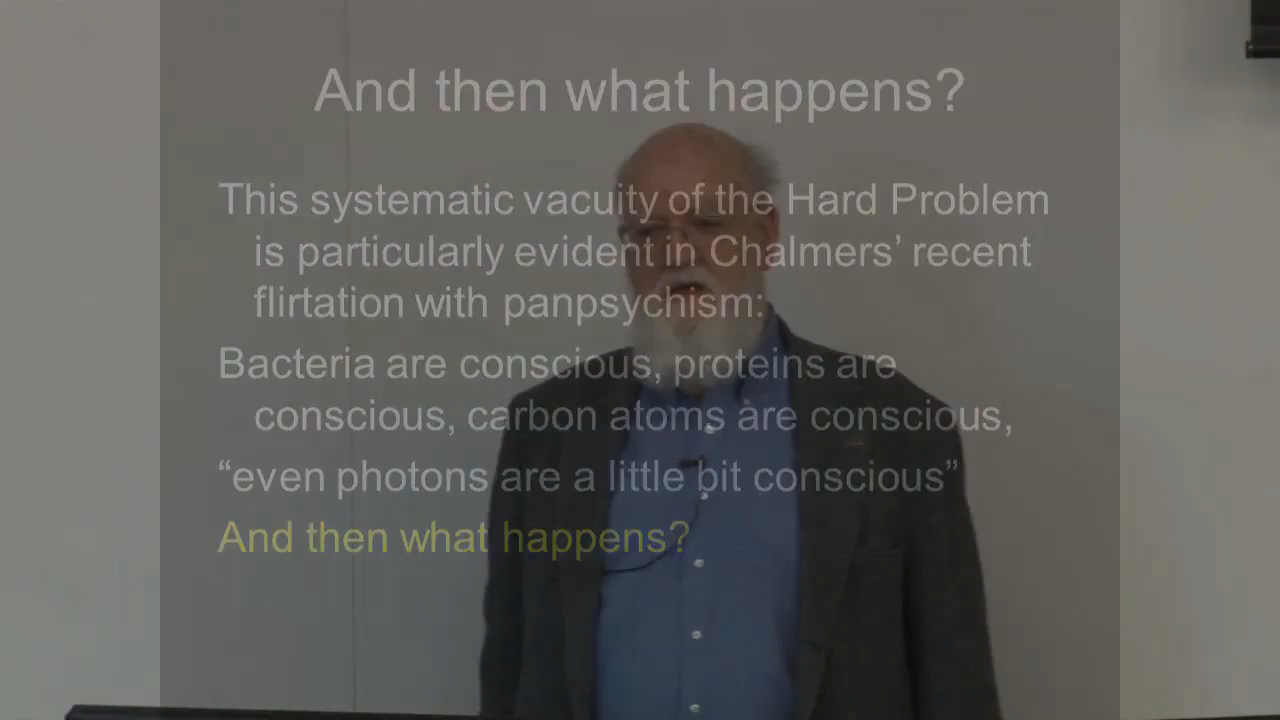 And then what happens?
This systematic vacuity of the Hard Problem
is particularly evident in Chalmers’ recent
flirtation with panpsychism:
Bacteria are conscious, proteins are
conscious, carbon atoms are conscious,
“even photons are a little bit conscious”
And then what happens?